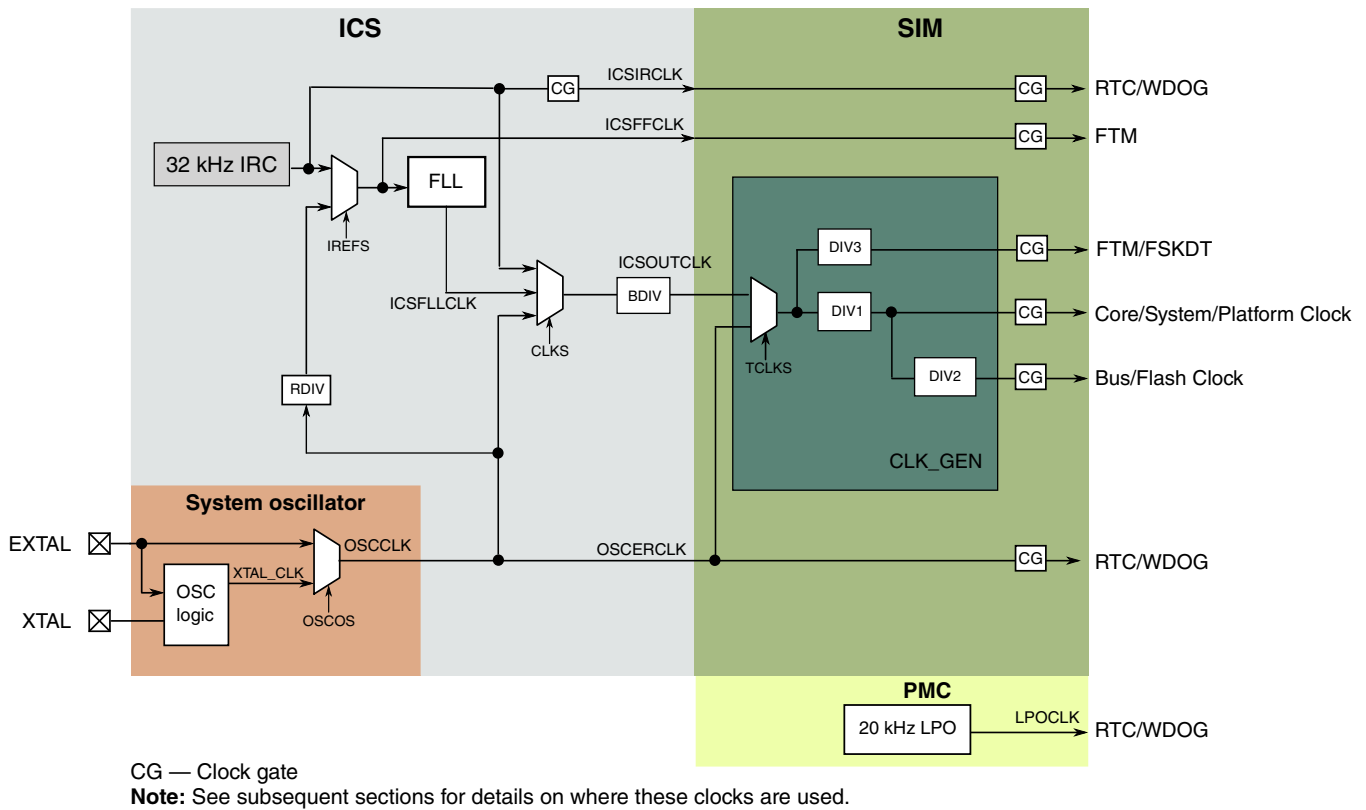 ICS
SIM
CG
ICSIRCLK
CG
RTC/WDOG
ICSFFCLK
CG
FTM
32 kHz IRC
FLL
IREFS
DIV3
CG
FTM/FSKDT
ICSOUTCLK
ICSFLLCLK
BDIV
DIV1
CG
Core/System/Platform Clock
CLKS
TCLKS
RDIV
DIV2
CG
Bus/Flash Clock
CLK_GEN
System oscillator
EXTAL
OSCCLK
OSCERCLK
CG
RTC/WDOG
XTAL_CLK
OSC
logic
XTAL
OSCOS
PMC
20 kHz LPO
LPOCLK
RTC/WDOG
CG — Clock gate
Note: See subsequent sections for details on where these clocks are used.